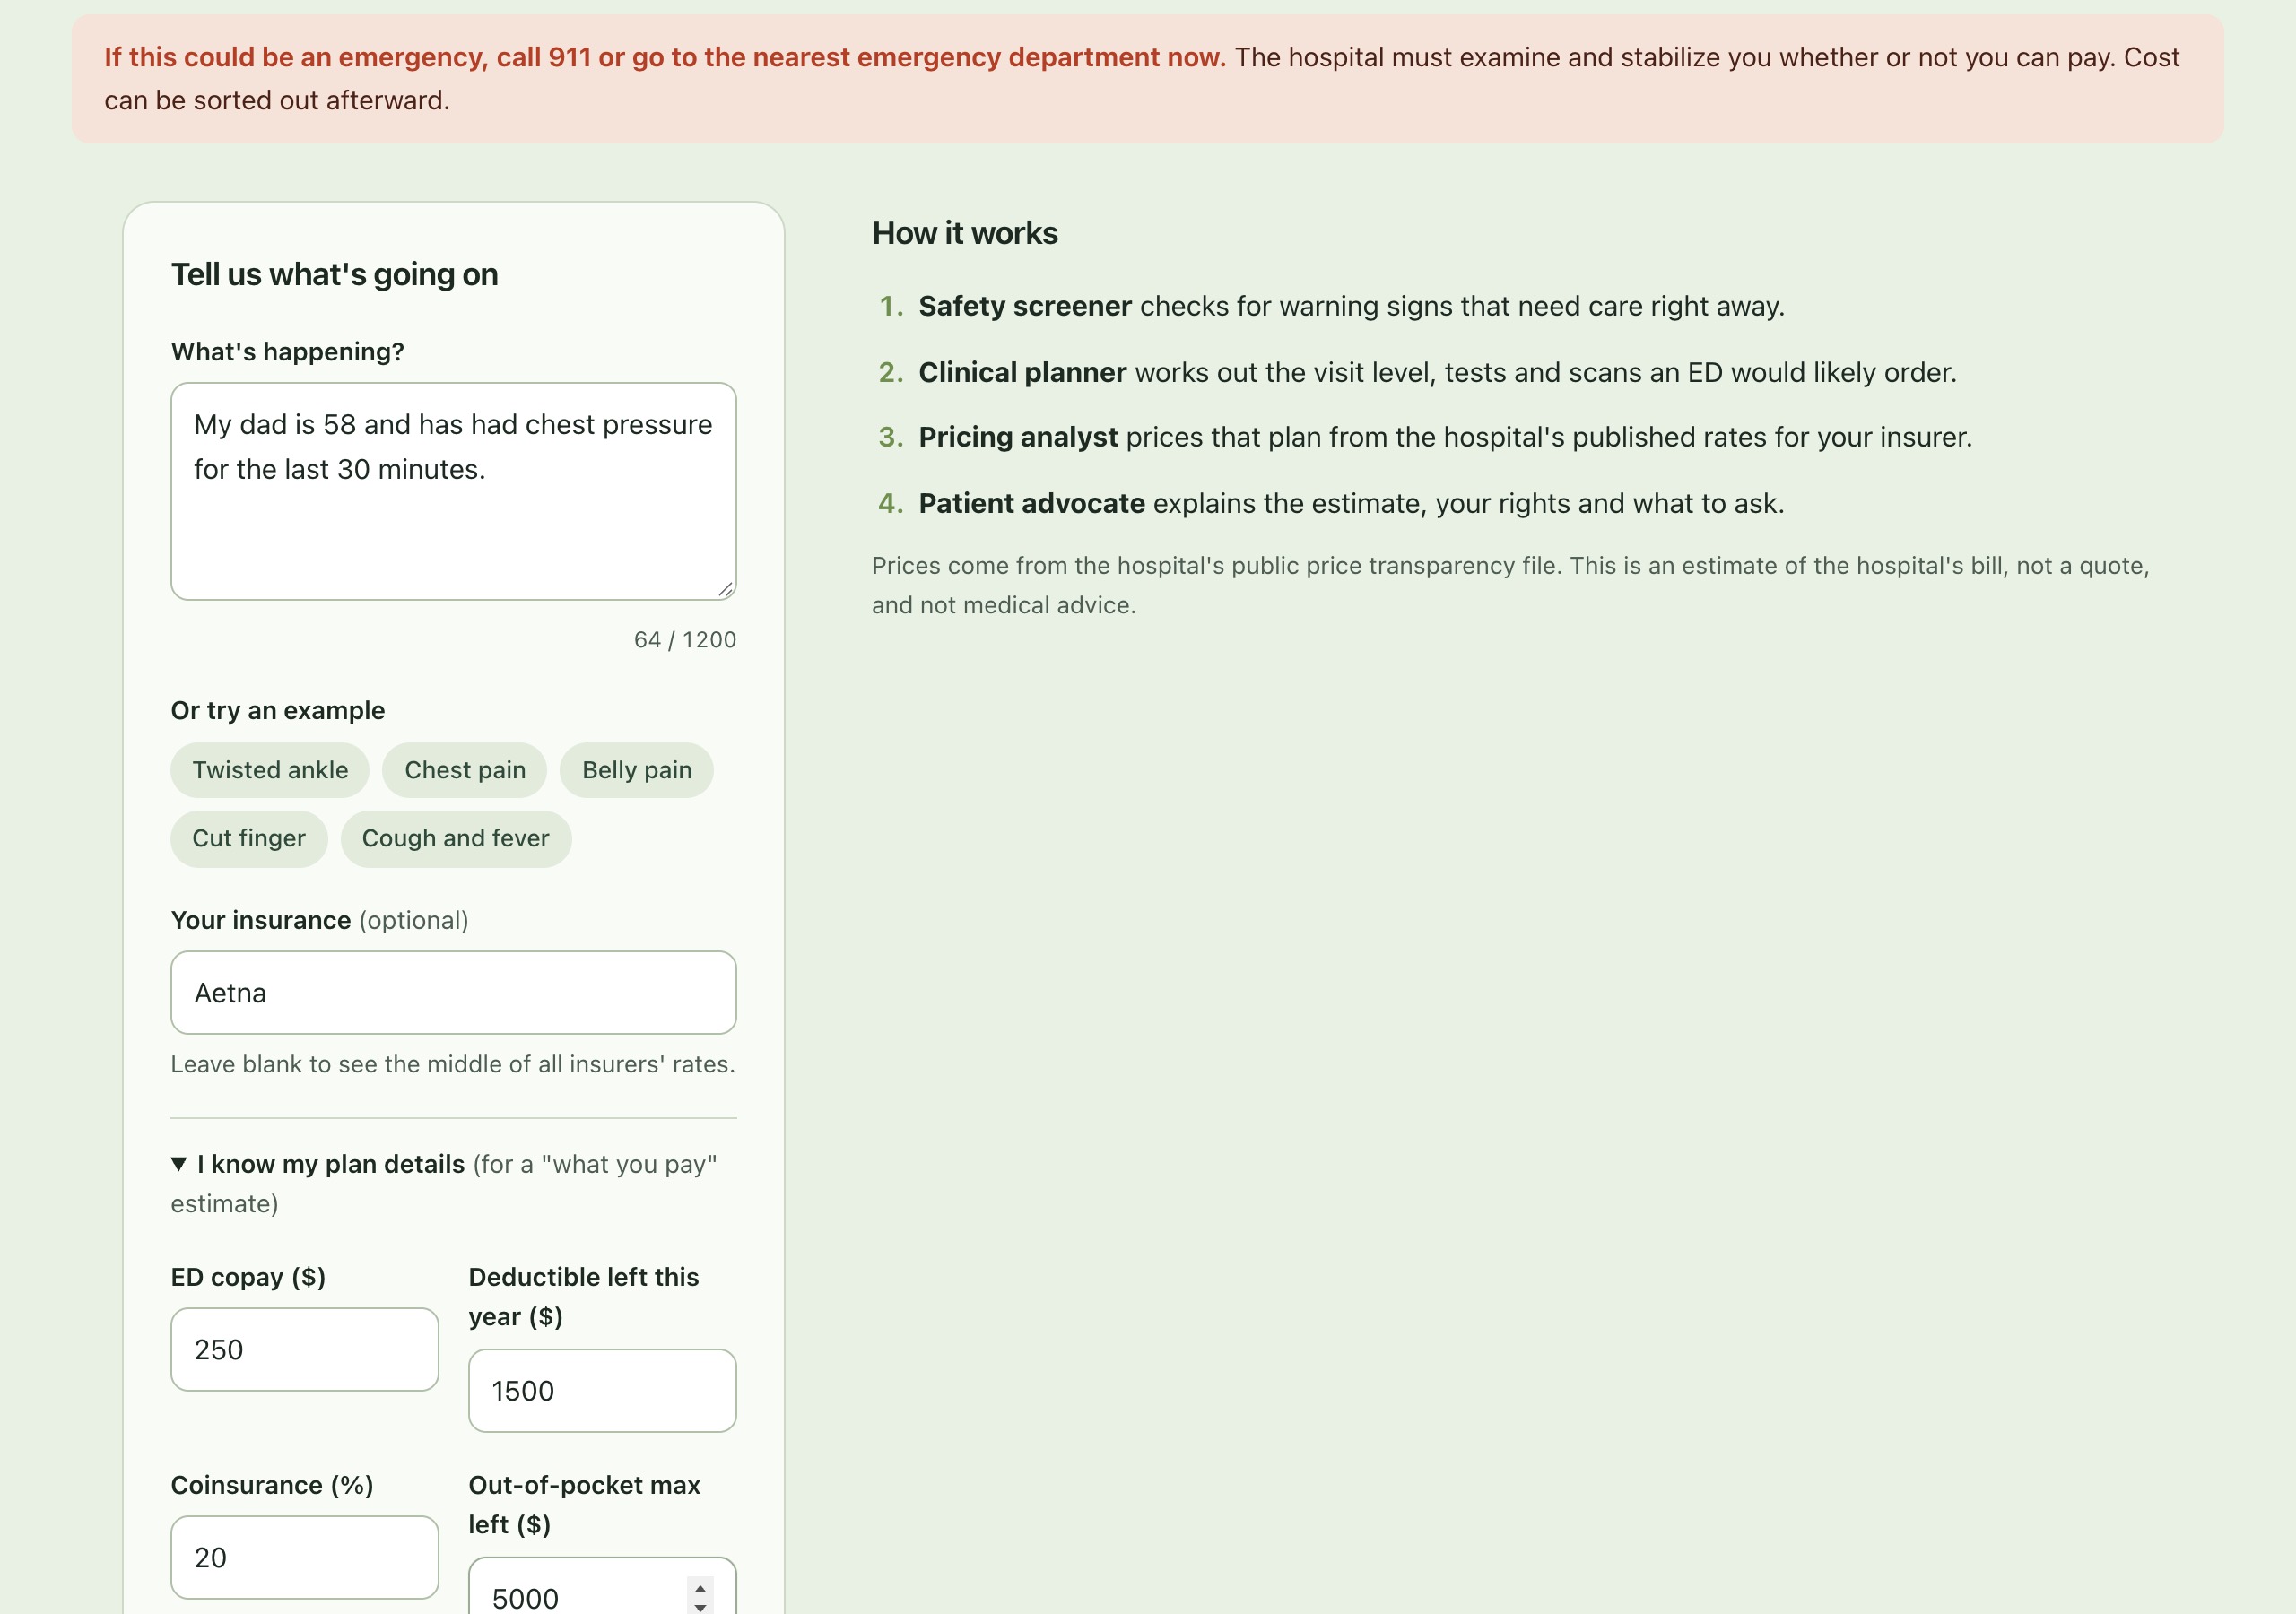 If this could be an emergency, call 911 or go to the nearest emergency department now. The hospital must examine and stabilize you whether or not you can pay. Cost
can be sorted out afterward.
Tell us what's going on
What's happening?
My dad is 58 and has had chest pressure
for the last 30 minutes.
64 / 1200
Or try an example
Twisted ankle
Chest pain
Belly pain
Cut finger
Cough and fever
Your insurance (optional)
Aetna
Leave blank to see the middle of all insurers' rates.
▼ I know my plan details (for a "what you pay"
estimate)
ED copay ($)
250
Deductible left this
year ($)
1500
Coinsurance (%)
20
Out-of-pocket max
left ($)
5000
How it works
1. Safety screener checks for warning signs that need care right away.
2. Clinical planner works out the visit level, tests and scans an ED would likely order.
3. Pricing analyst prices that plan from the hospital's published rates for your insurer.
4. Patient advocate explains the estimate, your rights and what to ask.
Prices come from the hospital's public price transparency file. This is an estimate of the hospital's bill, not a quote,
and not medical advice.